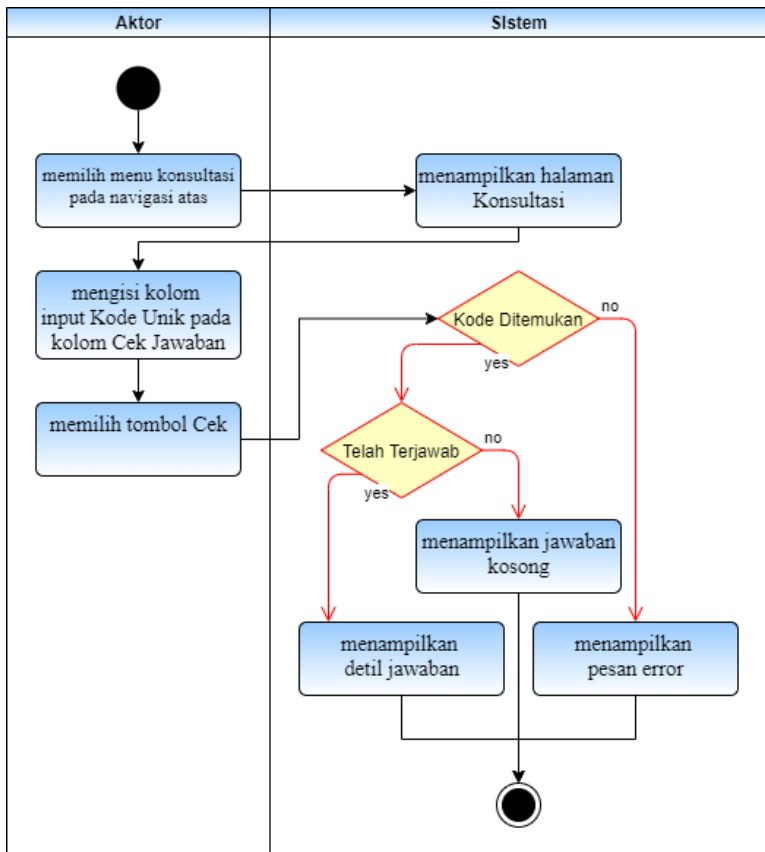 Aktor
Sistem
memilih menu konsultasi
pada navigasi atas
menampilkan halaman
Konsultasi
mengisi kolom
input Kode Unik pada
kolom Cek Jawaban
Kode Ditemukan
no
yes
memilih tombol Cek
Telah Terjawab
no
yes
menampilkan jawaban
kosong
menampilkan
detil jawaban
menampilkan
pesan error